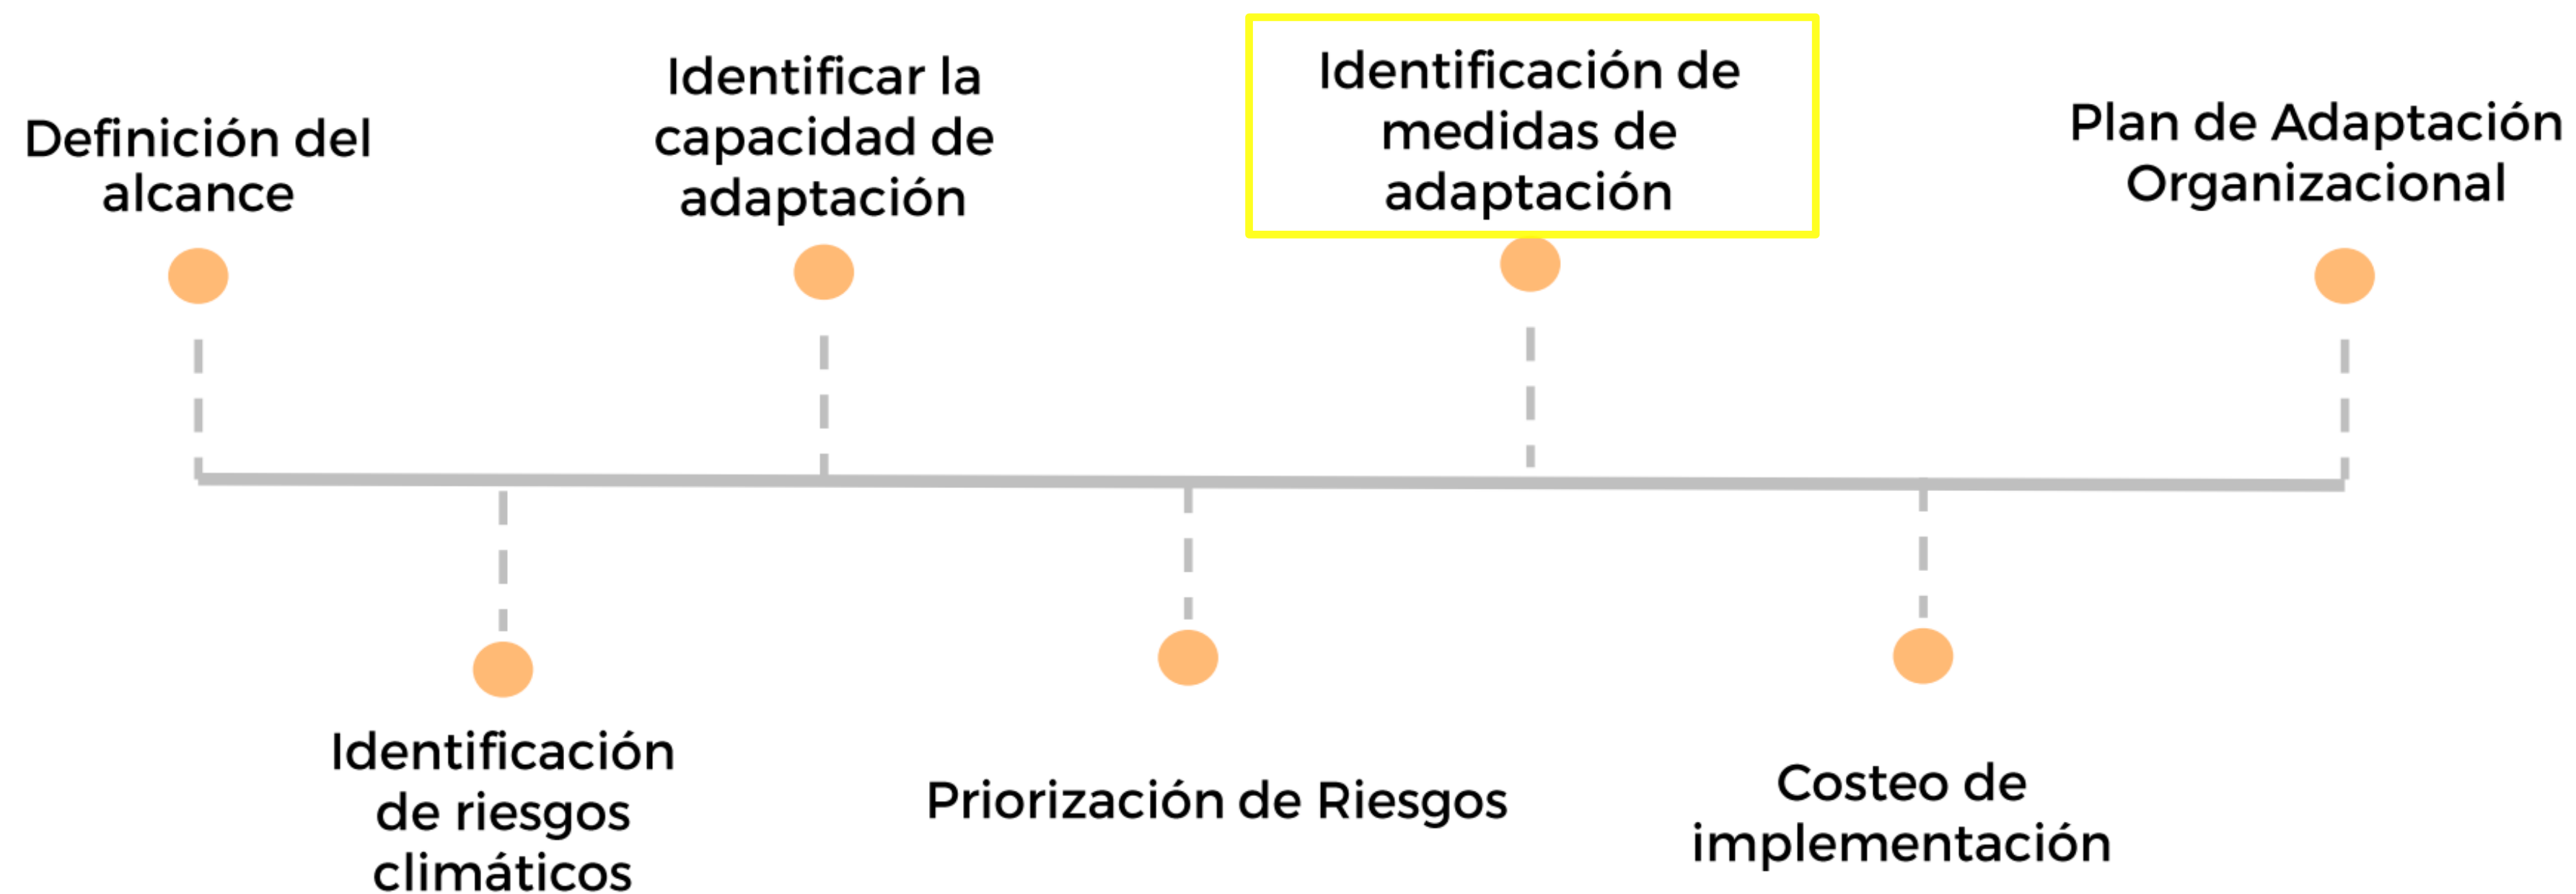 Definición del
alcance
Identificación
de riesgos
climáticos
Identificar la
capacidad de
adaptación
Priorización de Riesgos
Identificación de
medidas de
adaptación
Costeo de
implementación
Plan de Adaptación
Organizacional